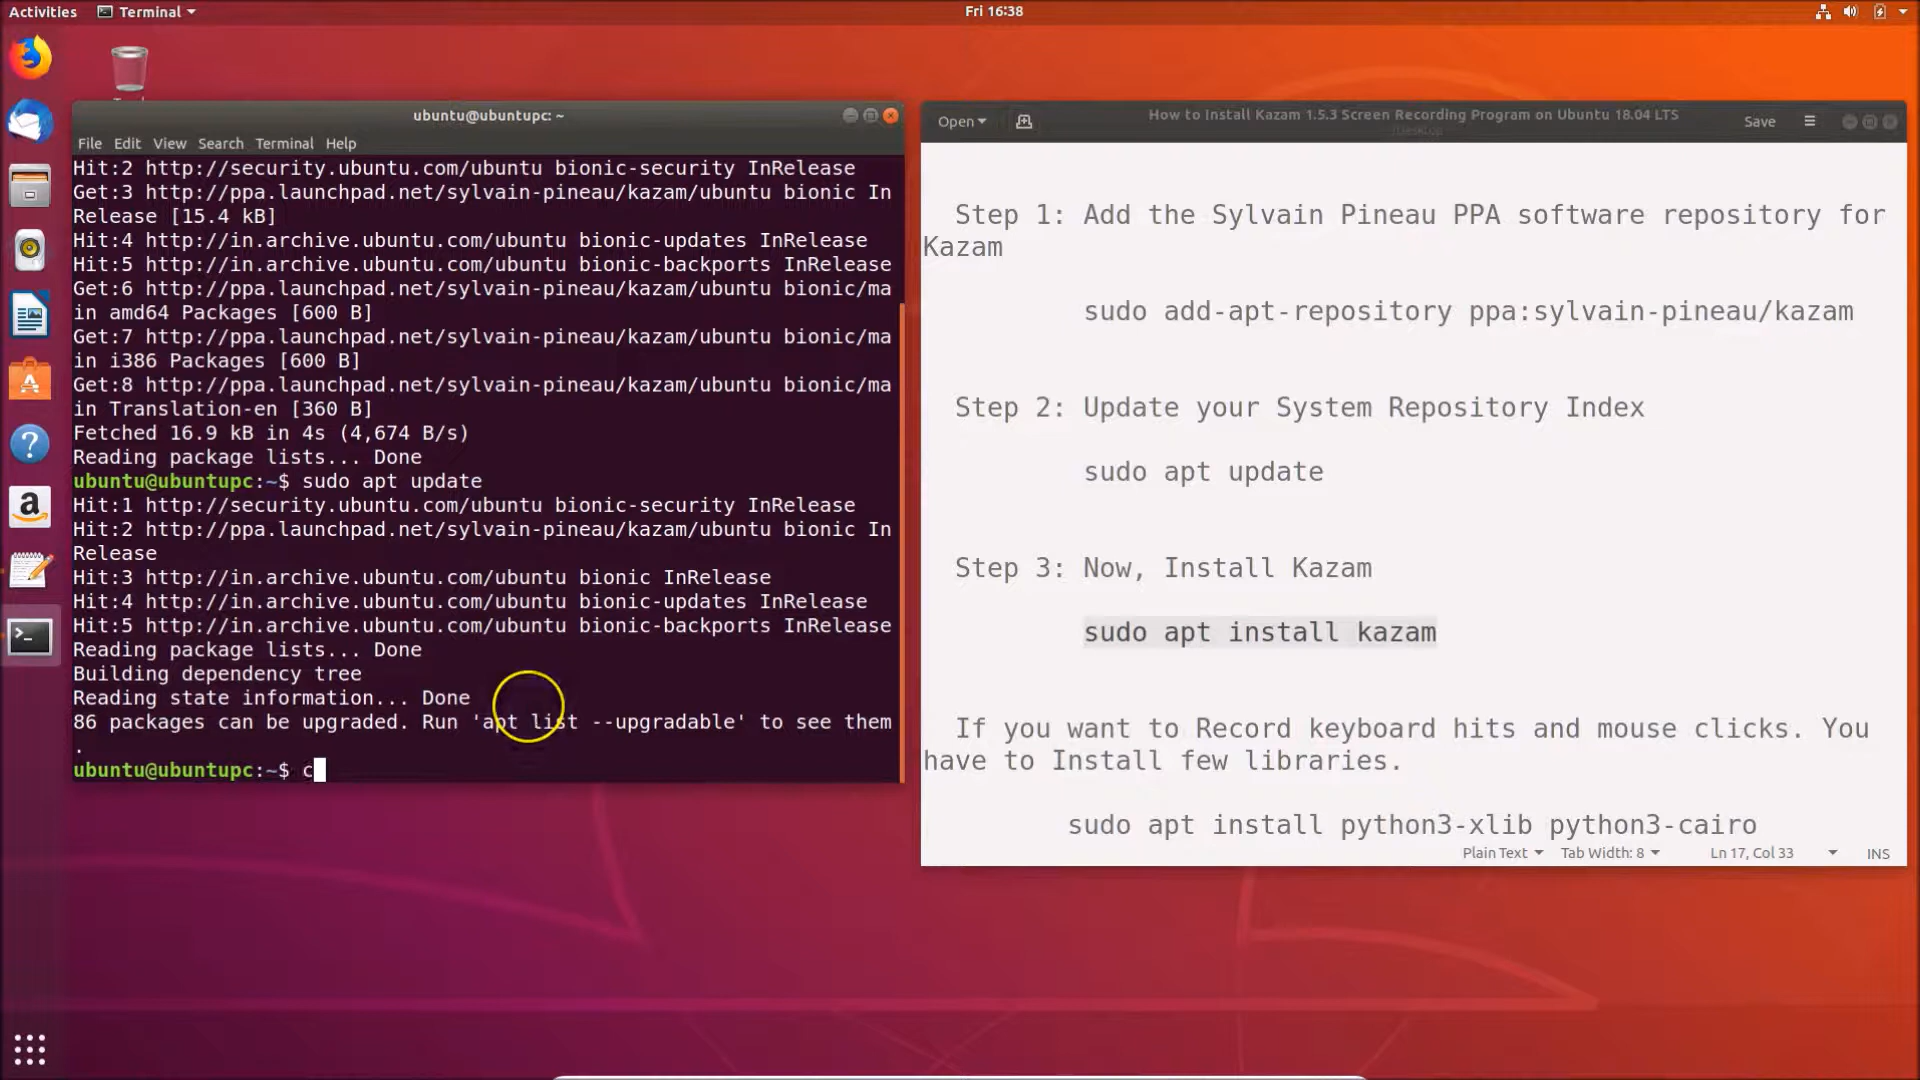 Activities
Terminal
Fri 16:38
ubuntu@ubuntupc: ~
File Edit View Search Terminal Help
Hit:2 http://security.ubuntu.com/ubuntu bionic-security InRelease
Get:3 http://ppa.launchpad.net/sylvain-pineau/kazam/ubuntu bionic In
Release [15.4 kB]
Hit:4 http://in.archive.ubuntu.com/ubuntu bionic-updates InRelease
Hit:5 http://in.archive.ubuntu.com/ubuntu bionic-backports InRelease
Get:6 http://ppa.launchpad.net/sylvain-pineau/kazam/ubuntu bionic/ma
in amd64 Packages [600 B]
Get:7 http://ppa.launchpad.net/sylvain-pineau/kazam/ubuntu bionic/ma
in i386 Packages [600 B]
Get:8 http://ppa.launchpad.net/sylvain-pineau/kazam/ubuntu bionic/ma
in Translation-en [360 B]
Fetched 16.9 kB in 4s (4,674 B/s)
Reading package lists... Done
ubuntu@ubuntupc:~$ sudo apt update
Hit:1 http://security.ubuntu.com/ubuntu bionic-security InRelease
Hit:2 http://ppa.launchpad.net/sylvain-pineau/kazam/ubuntu bionic In
Release
Hit:3 http://in.archive.ubuntu.com/ubuntu bionic InRelease
Hit:4 http://in.archive.ubuntu.com/ubuntu bionic-updates InRelease
Hit:5 http://in.archive.ubuntu.com/ubuntu bionic-backports InRelease
Reading package lists... Done
Building dependency tree
Reading state information... Done
86 packages can be upgraded. Run 'apt list --upgradable' to see them
.
ubuntu@ubuntupc:~$ c
Open
How to Install Kazam 1.5.3 Screen Recording Program on Ubuntu 18.04 LTS
Save
Step 1: Add the Sylvain Pineau PPA software repository for
Kazam
sudo add-apt-repository ppa:sylvain-pineau/kazam
Step 2: Update your System Repository Index
sudo apt update
Step 3: Now, Install Kazam
sudo apt install kazam
If you want to Record keyboard hits and mouse clicks. You
have to Install few libraries.
sudo apt install python3-xlib python3-cairo
Plain Text Tab Width: 8 Ln 17, Col 33 INS